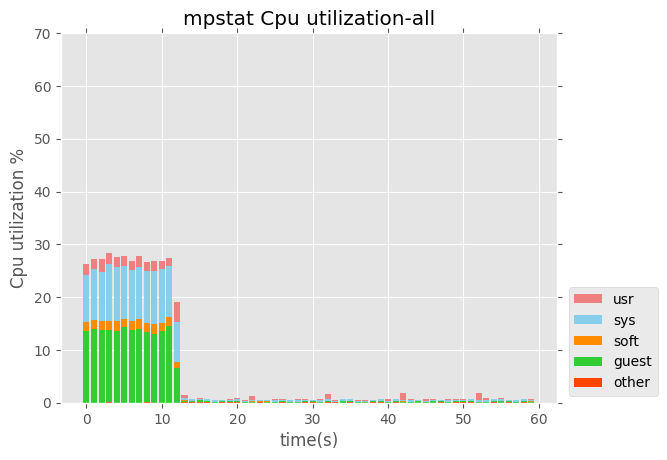 mpstat Cpu utilization-all
70
60
50
40
30
20
10
0
Cpu utilization %
0 10 20 30 40 50 60
time(s)
usr
sys
soft
guest
other